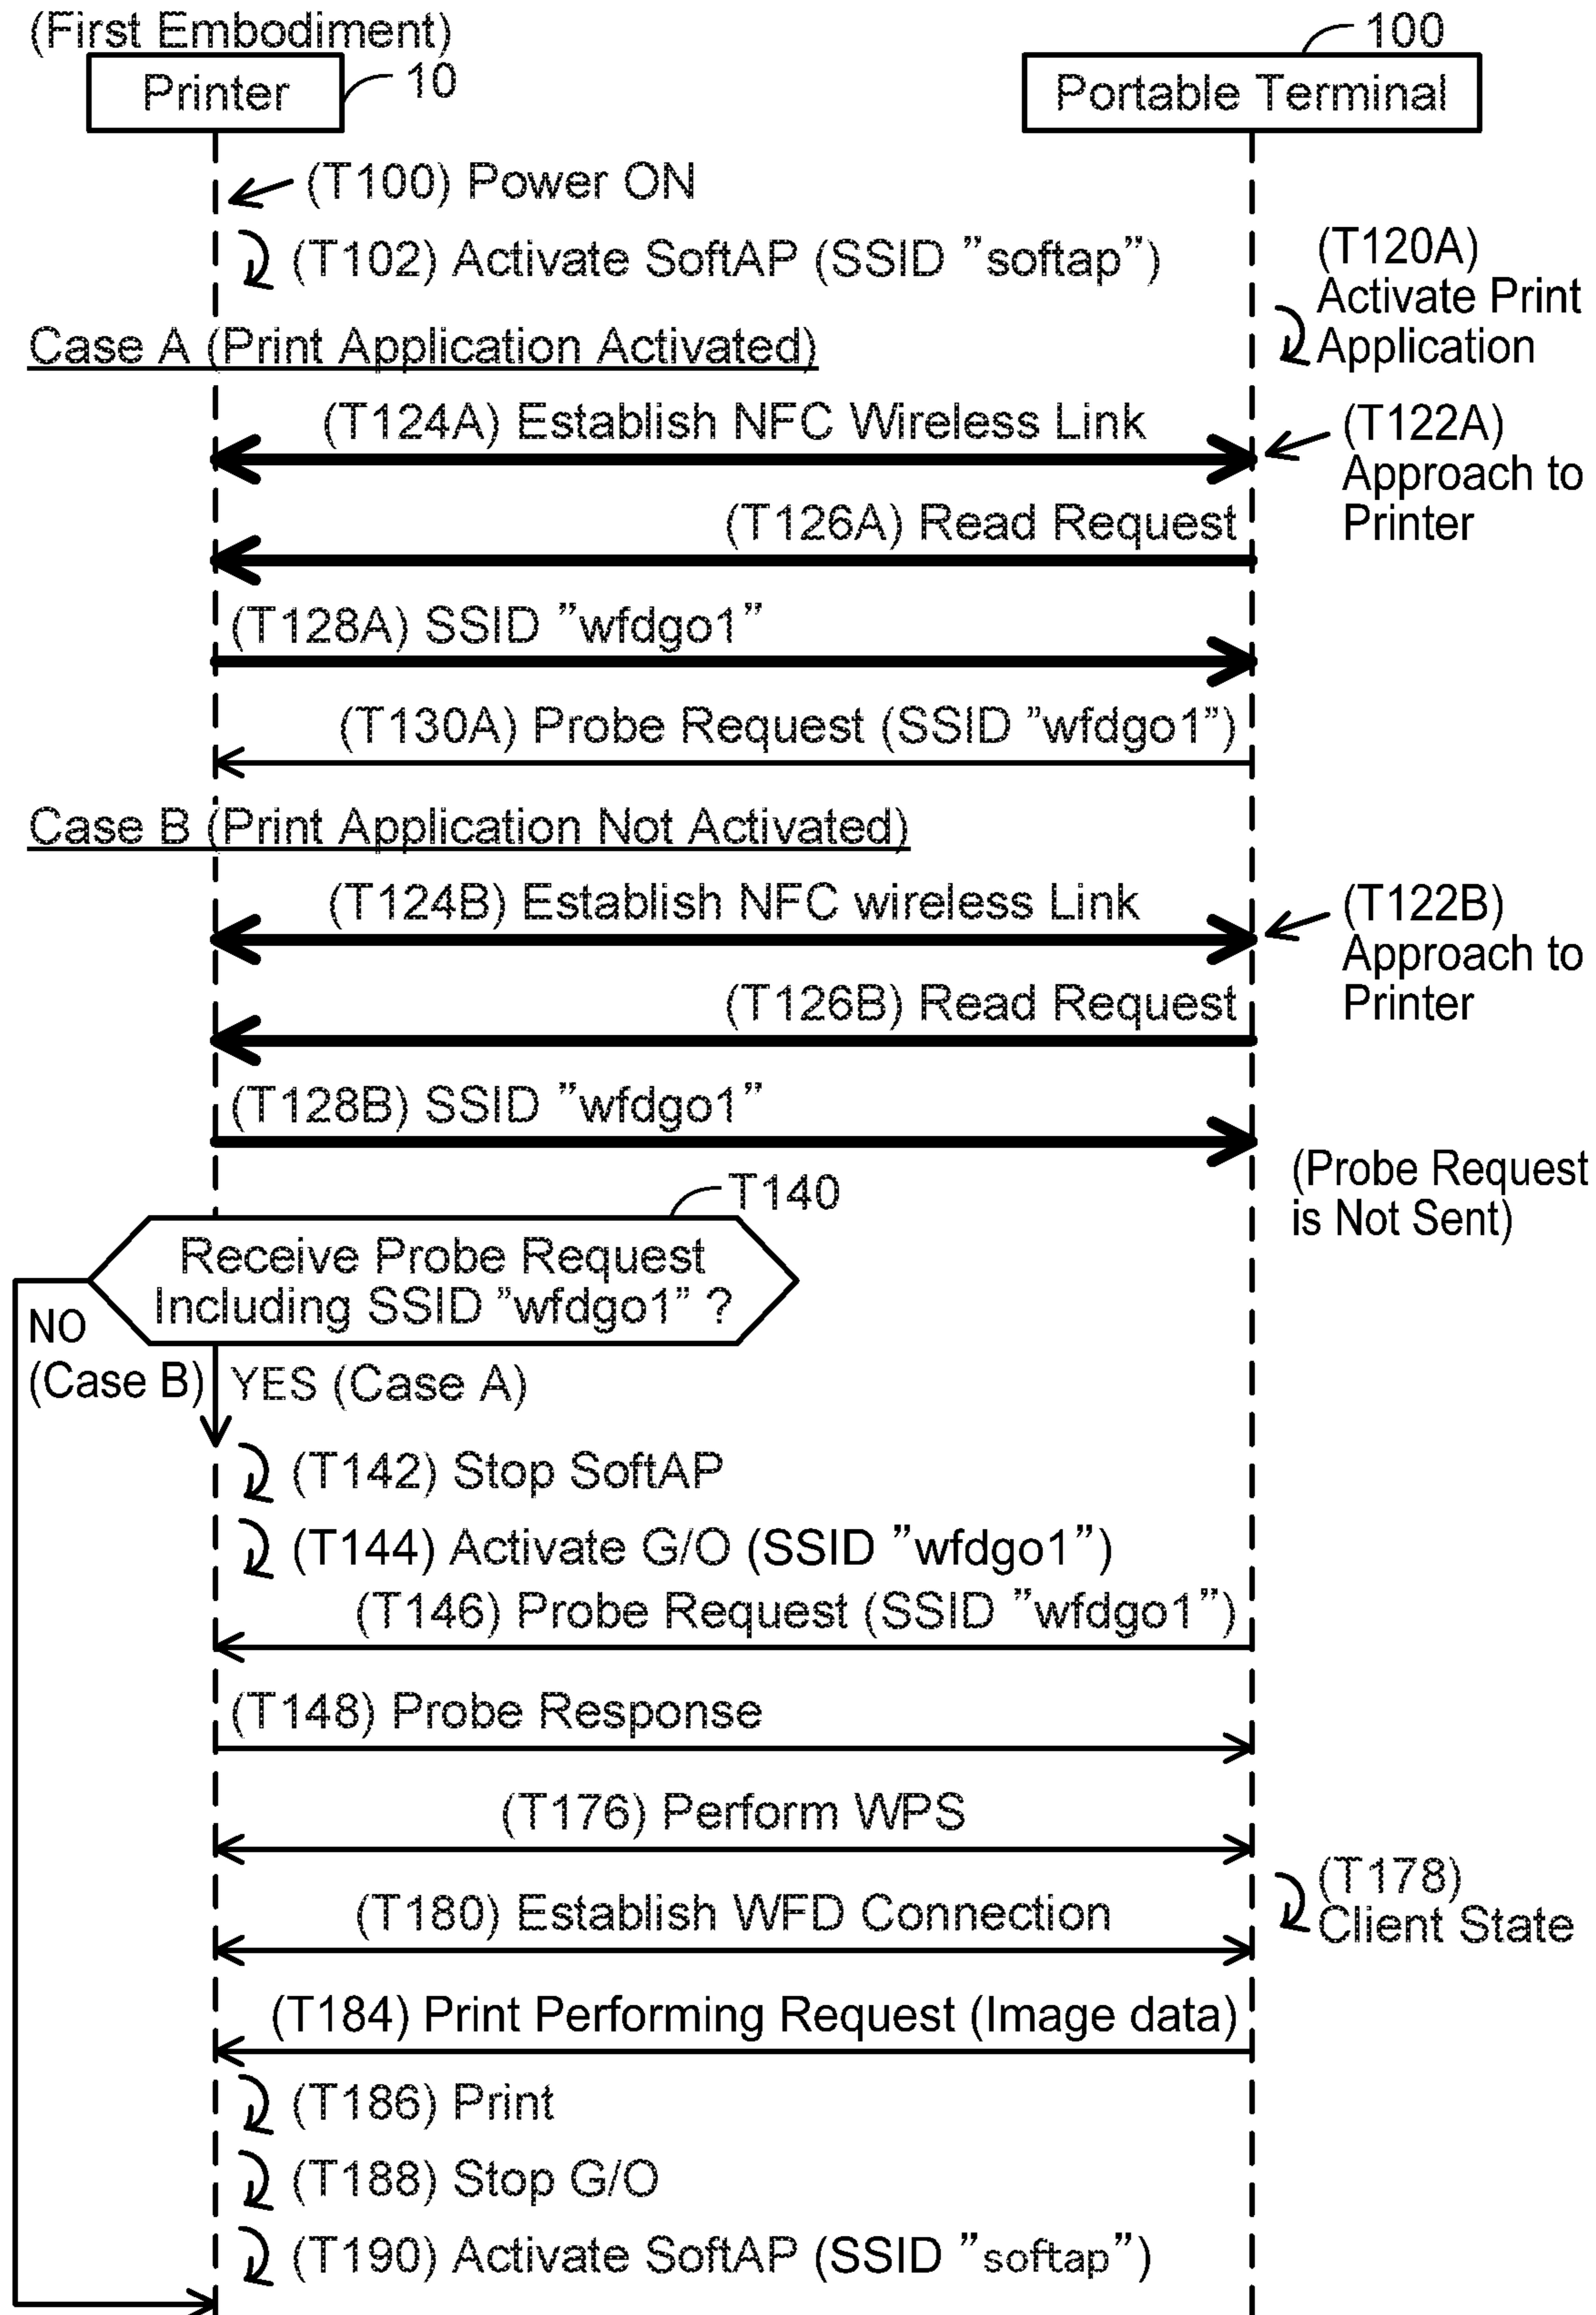 (First Embodiment)
Printer
10
100
Portable Terminal
(T100) Power ON
(T102) Activate SoftAP (SSID ”softap”)
(T120A)
Activate Print
Application
Case A (Print Application Activated)
(T124A) Establish NFC Wireless Link
(T122A)
Approach to
Printer
(T126A) Read Request
(T128A) SSID ”wfdgo1”
(T130A) Probe Request (SSID ”wfdgo1”)
Case B (Print Application Not Activated)
(T124B) Establish NFC wireless Link
(T122B)
Approach to
Printer
(T126B) Read Request
(T128B) SSID ”wfdgo1”
(Probe Request
is Not Sent)
T140
Receive Probe Request
Including SSID ”wfdgo1” ?
NO
(Case B)
YES (Case A)
(T142) Stop SoftAP
(T144) Activate G/O (SSID ”wfdgo1”)
(T146) Probe Request (SSID ”wfdgo1”)
(T148) Probe Response
(T176) Perform WPS
(T178)
Client State
(T180) Establish WFD Connection
(T184) Print Performing Request (Image data)
(T186) Print
(T188) Stop G/O
(T190) Activate SoftAP (SSID ”softap”)